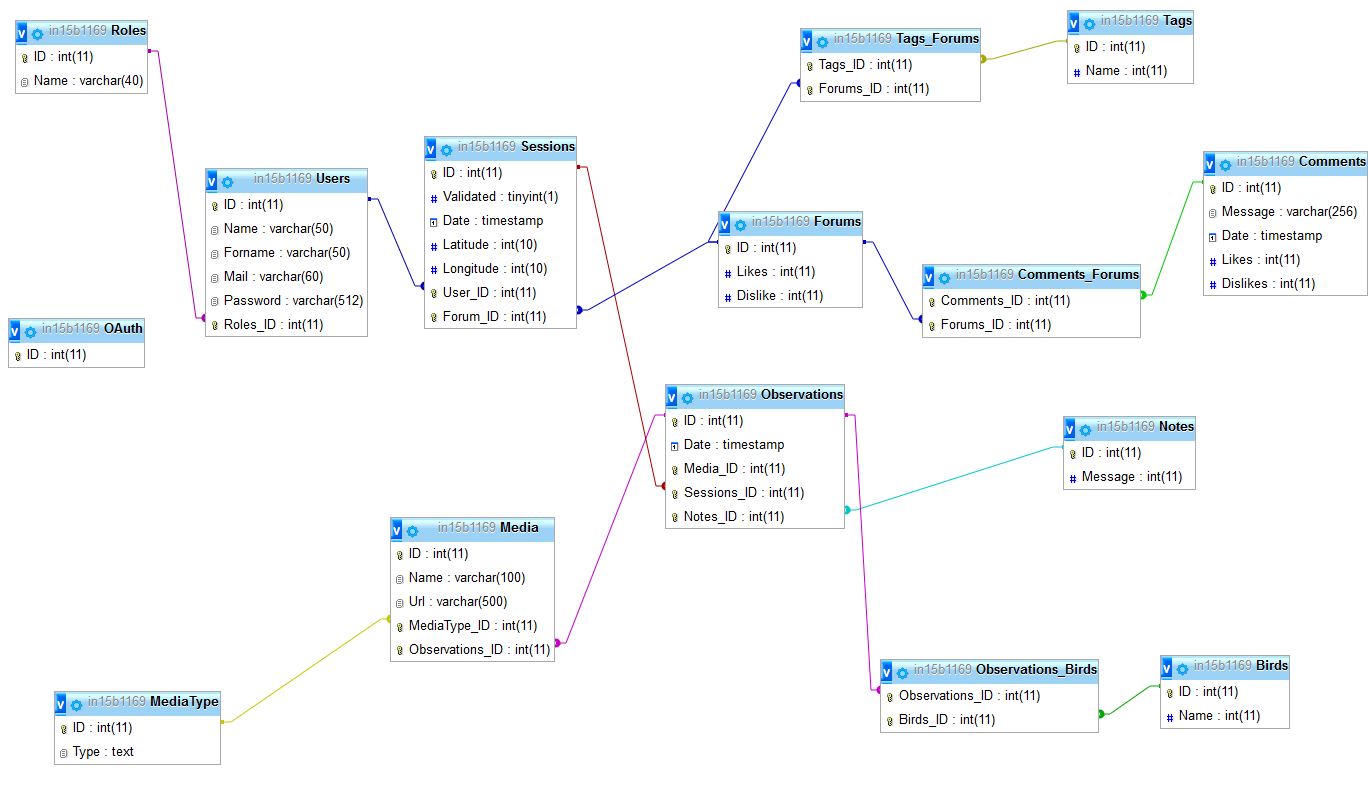 in15b1169 Roles
ID : int(11)
Name : varchar(40)
in15b1169 Users
ID : int(11)
Name : varchar(50)
Forname : varchar(50)
Mail : varchar(60)
Password : varchar(512)
Roles_ID : int(11)
in15b1169 OAuth
ID : int(11)
in15b1169 Sessions
ID : int(11)
Validated : tinyint(1)
Date : timestamp
Latitude : int(10)
Longitude : int(10)
User_ID : int(11)
Forum_ID : int(11)
in15b1169 Tags_Forums
Tags_ID : int(11)
Forums_ID : int(11)
in15b1169 Tags
ID : int(11)
Name : int(11)
in15b1169 Forums
ID : int(11)
Likes : int(11)
Dislike : int(11)
in15b1169 Comments_Forums
Comments_ID : int(11)
Forums_ID : int(11)
in15b1169 Comments
ID : int(11)
Message : varchar(256)
Date : timestamp
Likes : int(11)
Dislikes : int(11)
in15b1169 Observations
ID : int(11)
Date : timestamp
Media_ID : int(11)
Sessions_ID : int(11)
Notes_ID : int(11)
in15b1169 Notes
ID : int(11)
Message : int(11)
in15b1169 Media
ID : int(11)
Name : varchar(100)
Url : varchar(500)
MediaType_ID : int(11)
Observations_ID : int(11)
in15b1169 MediaType
ID : int(11)
Type : text
in15b1169 Observations_Birds
Observations_ID : int(11)
Birds_ID : int(11)
in15b1169 Birds
ID : int(11)
Name : int(11)